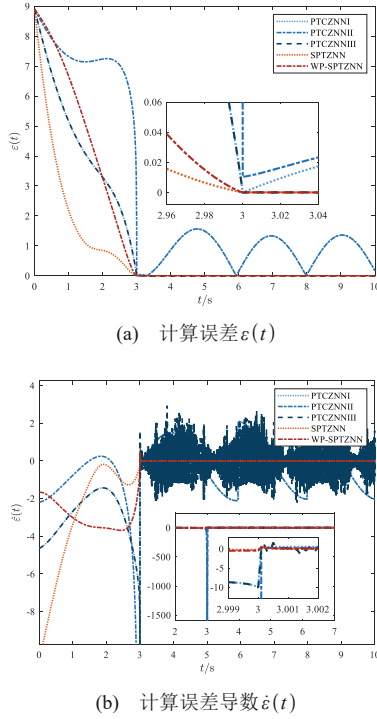 9
8
7
6
5
4
3
2
1
0
ε(t)
PTCZNNI
PTCZNNII
PTCZNNIII
SPTZNN
WP-SPTZNN
0.06
0.04
0.02
0
2.96 2.98 3 3.02 3.04
0 1 2 3 4 5 6 7 8 9 10
t/s
(a) 计算误差ε(t)
4
2
0
-2
-4
-6
-8
ε̇(t)
PTCZNNI
PTCZNNII
PTCZNNIII
SPTZNN
WP-SPTZNN
0
-500
-1000
-1500
0
-5
-10
2.999 3 3.001 3.002
2 3 4 5 6 7
0 1 2 3 4 5 6 7 8 9 10
t/s
(b) 计算误差导数ε̇(t)